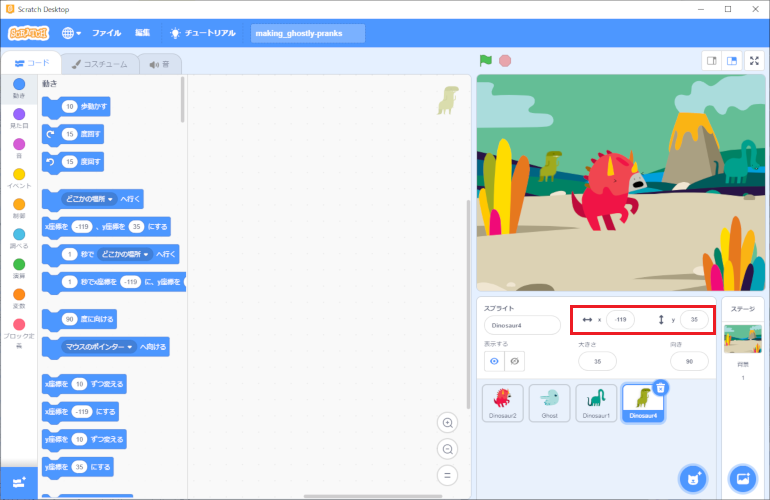 Scratch Desktop
SCRATCH
ファイル
編集
チュートリアル
making_ghostly-pranks
コード
コスチューム
音
動き
見た目
音
イベント
制御
調べる
演算
変数
ブロック定義
動き
10 歩動かす
15 度回す
15 度回す
どこかの場所 へ行く
x座標を -119 、y座標を 35 にする
1 秒で どこかの場所 へ行く
1 秒でx座標を -119 に、y座標を
90 度に向ける
マウスのポインター へ向ける
x座標を 10 ずつ変える
x座標を -119 にする
y座標を 10 ずつ変える
y座標を 35 にする
スプライト
Dinosaur4
x -119
y 35
表示する
大きさ
35
向き
90
Dinosaur2
Ghost
Dinosaur1
Dinosaur4
ステージ
背景
1